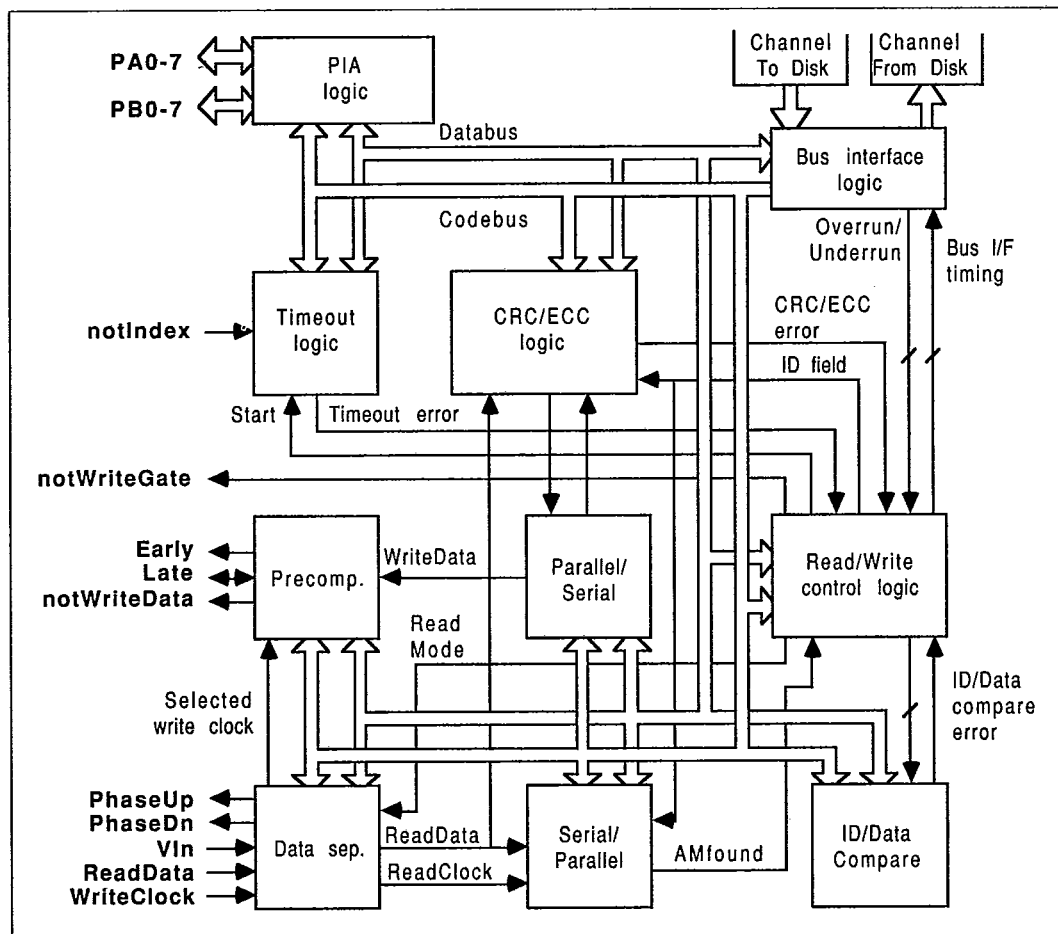 Channel
To Disk
Channel
From Disk
PA0-7
PB0-7
PIA
logic
Databus
Bus interface
logic
Codebus
Overrun/
Underrun
Bus I/F
timing
notIndex
Timeout
logic
CRC/ECC
logic
CRC/ECC
error
ID field
Start
Timeout error
notWriteGate
Early
Late
notWriteData
Precomp.
WriteData
Parallel/
Serial
Read/Write
control logic
Read
Mode
Selected
write clock
ID/Data
compare
error
PhaseUp
PhaseDn
VIn
ReadData
WriteClock
Data sep.
ReadData
ReadClock
Serial/
Parallel
AMfound
ID/Data
Compare